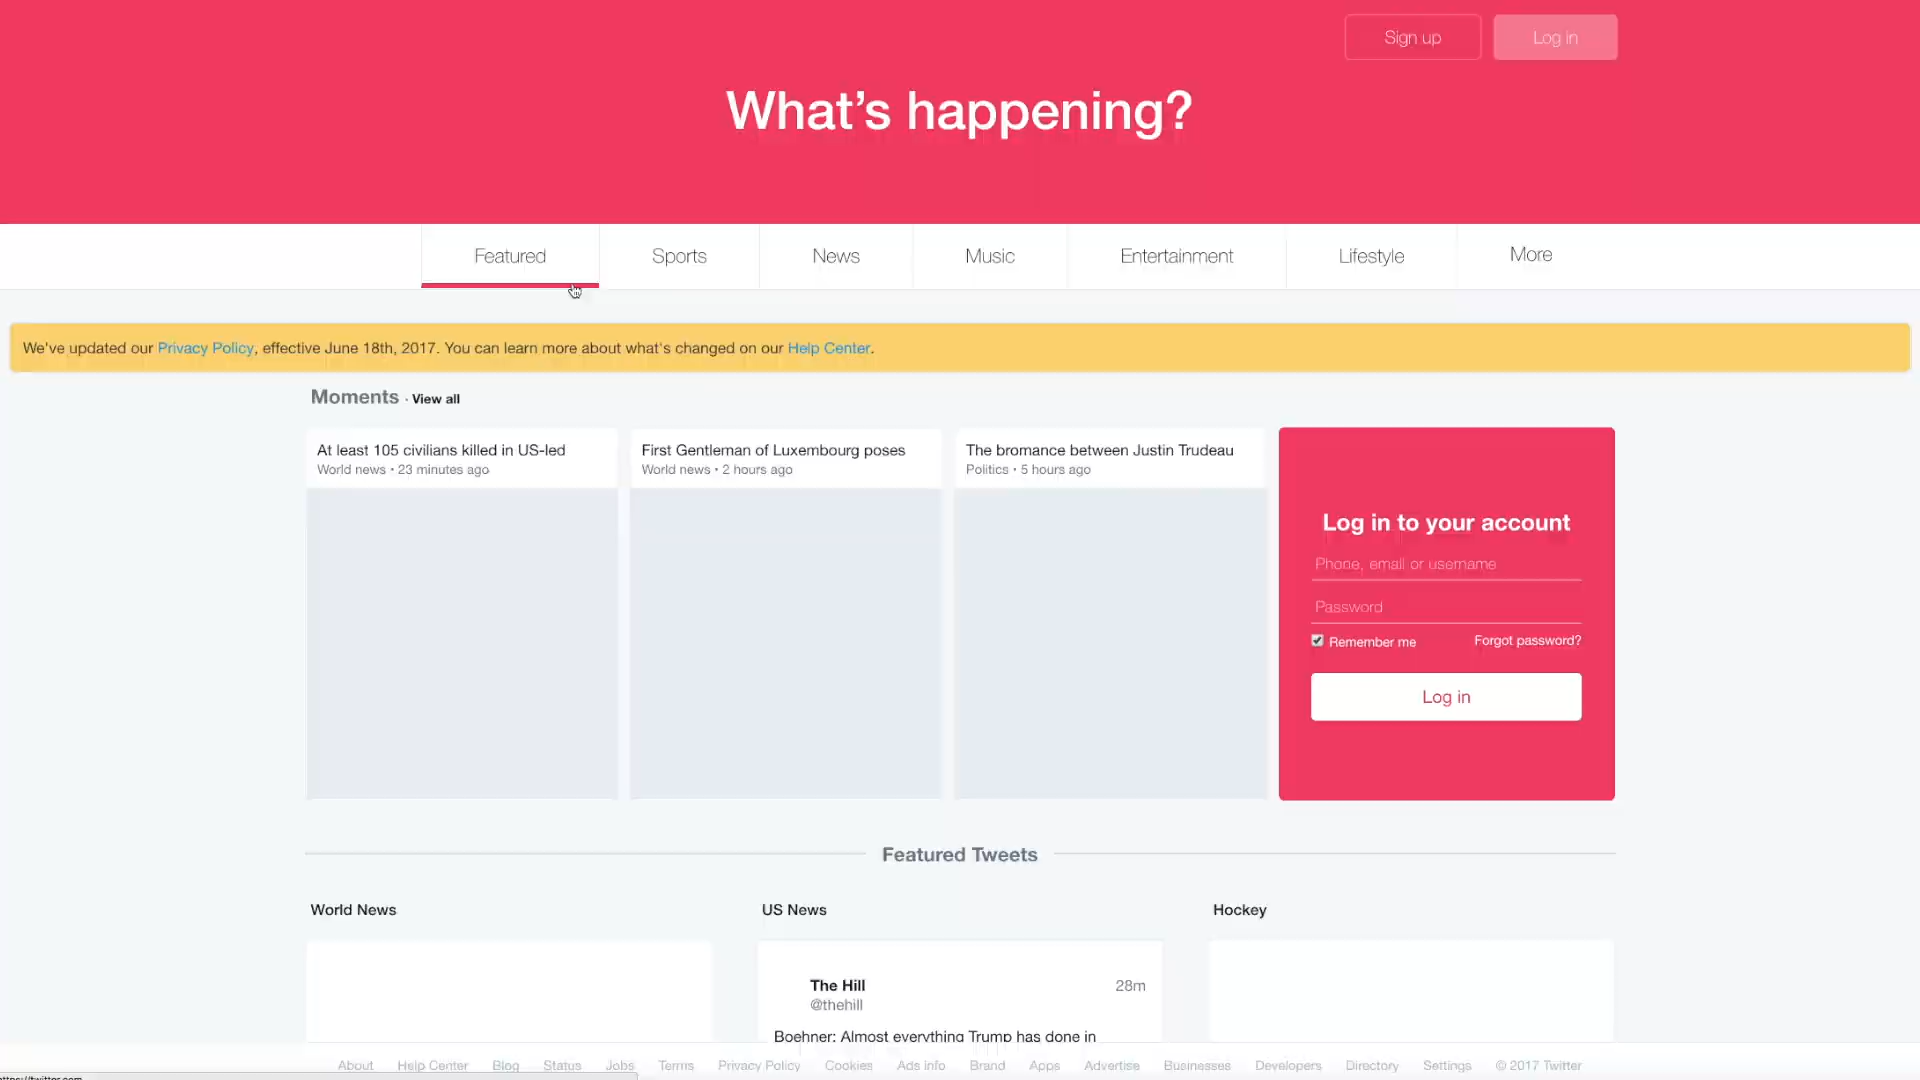 Sign up
Log in
What's happening?
Featured
Sports
News
Music
Entertainment
Lifestyle
More
We've updated our Privacy Policy, effective June 18th, 2017. You can learn more about what's changed on our Help Center.
Moments · View all
At least 105 civilians killed in US-led
World news • 23 minutes ago
First Gentleman of Luxembourg poses
World news • 2 hours ago
The bromance between Justin Trudeau
Politics • 5 hours ago
Log in to your account
Phone, email or username
Password
Remember me
Forgot password?
Log in
Featured Tweets
World News
US News
Hockey
The Hill
28m
@thehill
Boehner: Almost everything Trump has done in
About
Help Center
Blog
Status
Jobs
Terms
Privacy Policy
Cookies
Ads info
Brand
Apps
Advertise
Businesses
Developers
Directory
Settings
© 2017 Twitter